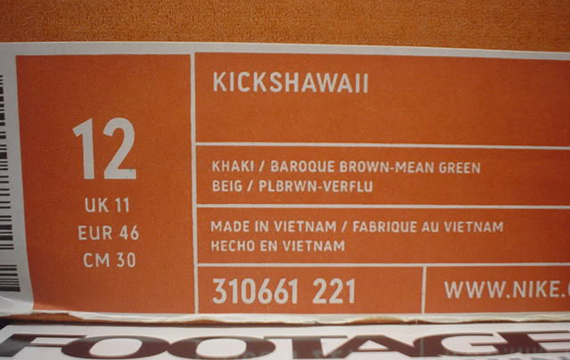 KICKSHAWAII
12
UK 11
EUR 46
CM 30
KHAKI / BAROQUE BROWN-MEAN GREEN
BEIG / PLBRWN-VERFLU
MADE IN VIETNAM / FABRIQUE AU VIETNAM
HECHO EN VIETNAM
310661 221
WWW.NIKE.
FOOTAGE